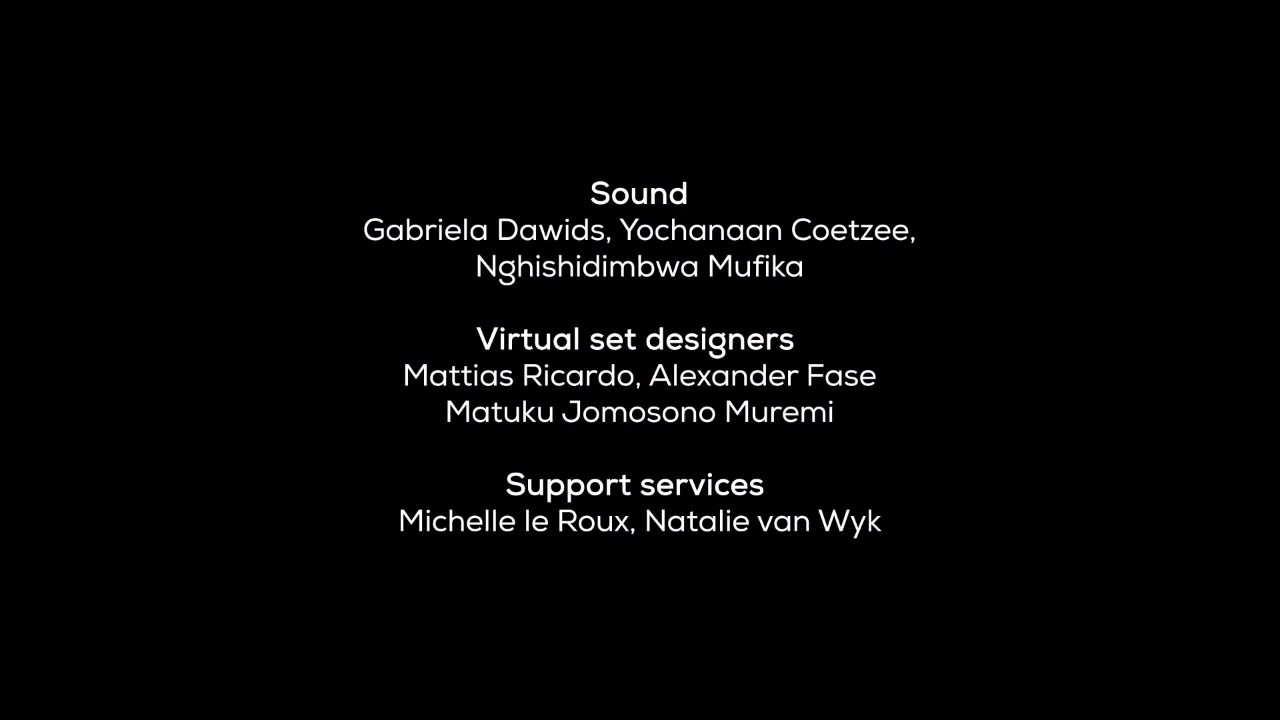 Sound
Gabriela Dawids, Yochanaan Coetzee,
Nghishidimbwa Mufika
Virtual set designers
Mattias Ricardo, Alexander Fase
Matuku Jomosono Muremi
Support services
Michelle le Roux, Natalie van Wyk